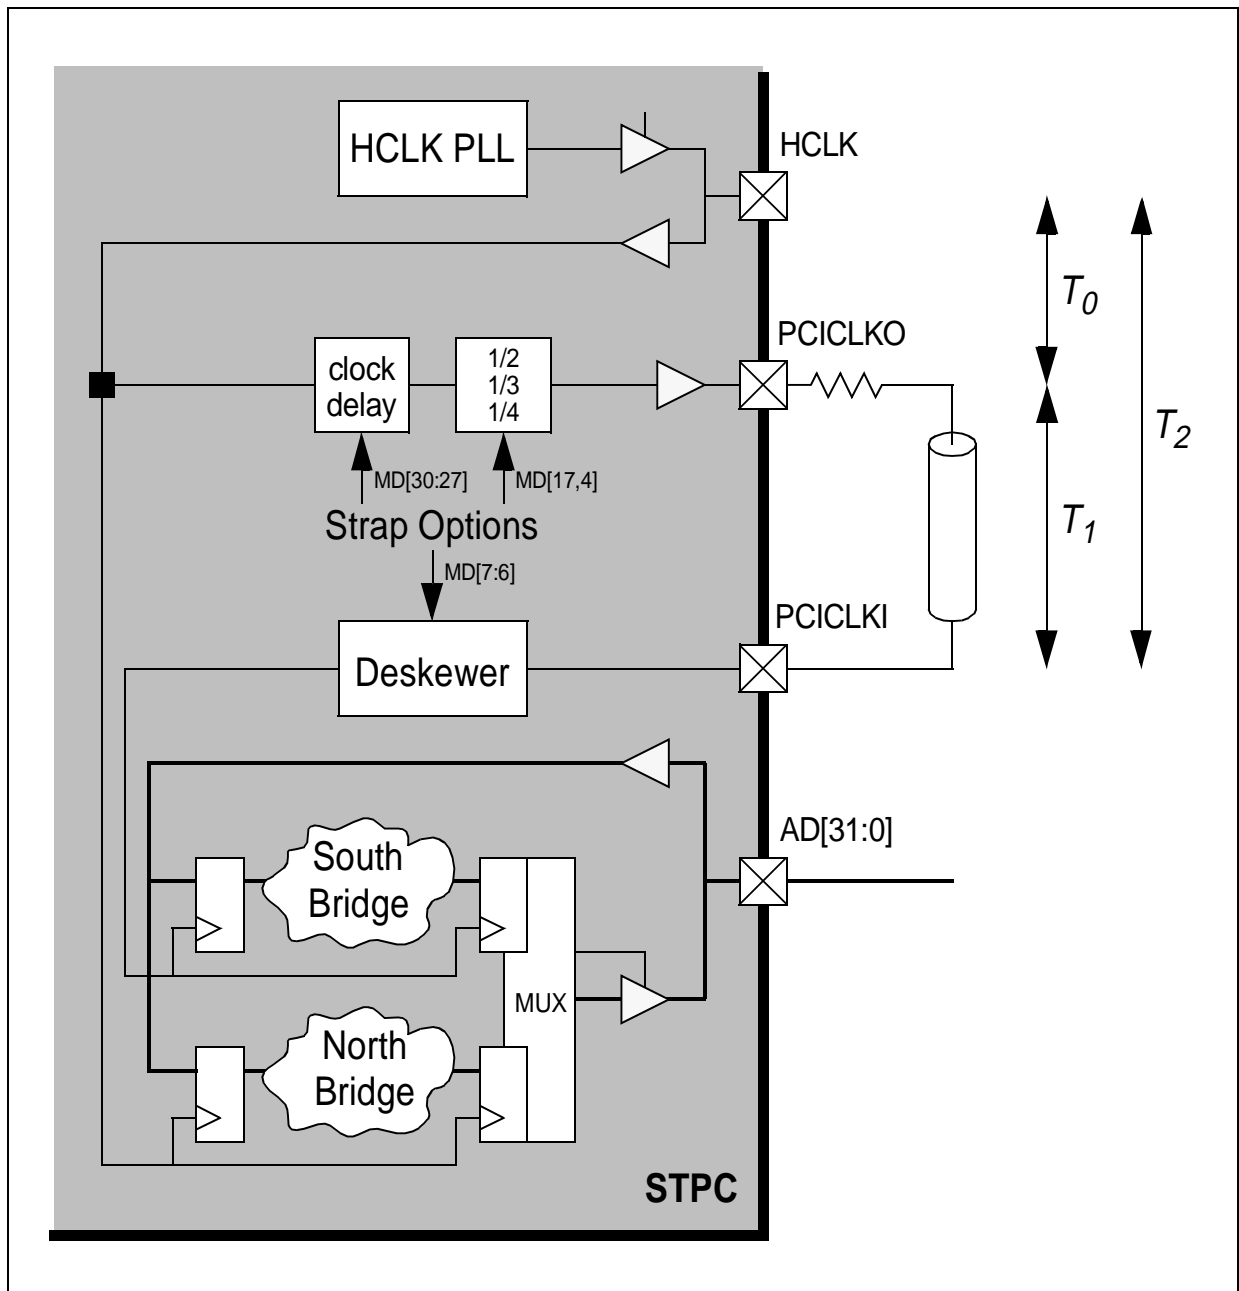 HCLK PLL
HCLK
T0
PCICLKO
clock
delay
1/2
1/3
1/4
T2
MD[30:27]
MD[17,4]
Strap Options
T1
MD[7:6]
PCICLKI
Deskewer
AD[31:0]
South
Bridge
MUX
North
Bridge
STPC